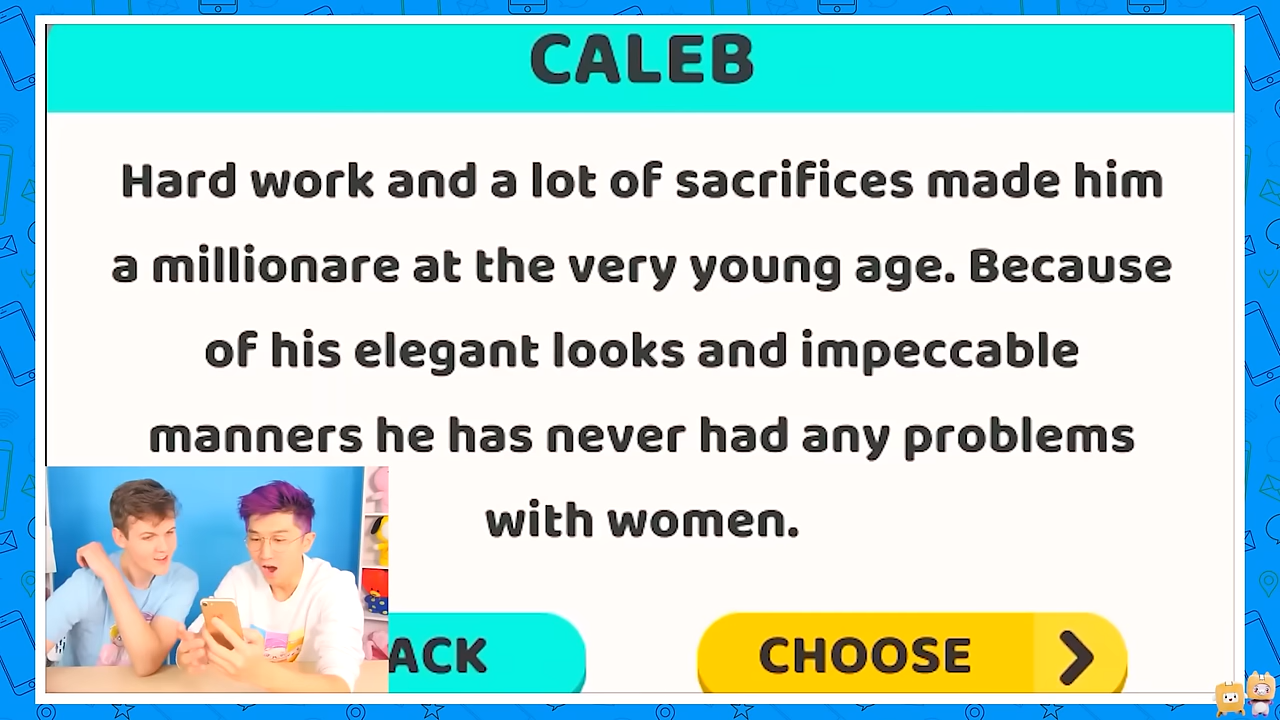 CALEB
Hard work and a lot of sacrifices made him
a millionare at the very young age. Because
of his elegant looks and impeccable
manners he has never had any problems
with women.
ACK
CHOOSE